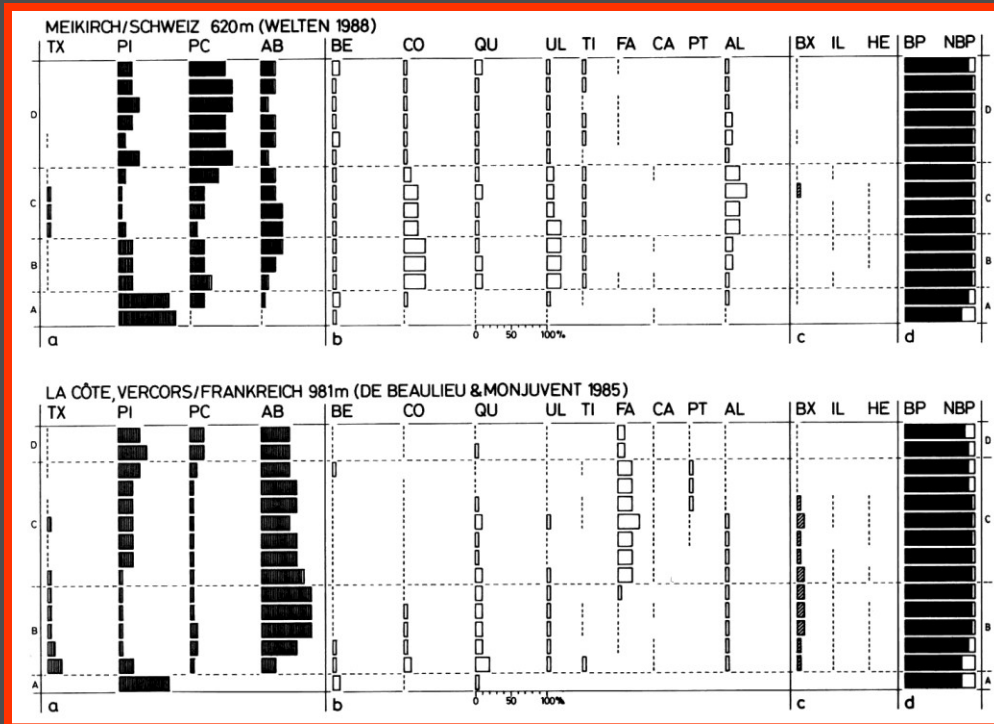 MEIKIRCH/SCHWEIZ 620m (WELTEN 1988)
TX PI PC AB BE CO QU UL TI FA CA PT AL BX IL HE BP NBP
D D
C C
B B
A A
0 50 100%
a b c d
LA CÔTE, VERCORS/FRANKREICH 981m (DE BEAULIEU & MONJUVENT 1985)
TX PI PC AB BE CO QU UL TI FA CA PT AL BX IL HE BP NBP
D D
C C
B B
A A
0 50 100%
a b c d